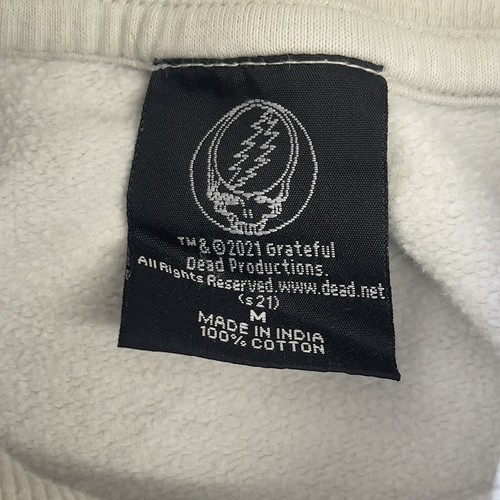 TM & ©2021 Grateful
Dead Productions.
All Rights Reserved.www.dead.net
(s21)
M
MADE IN INDIA
100% COTTON